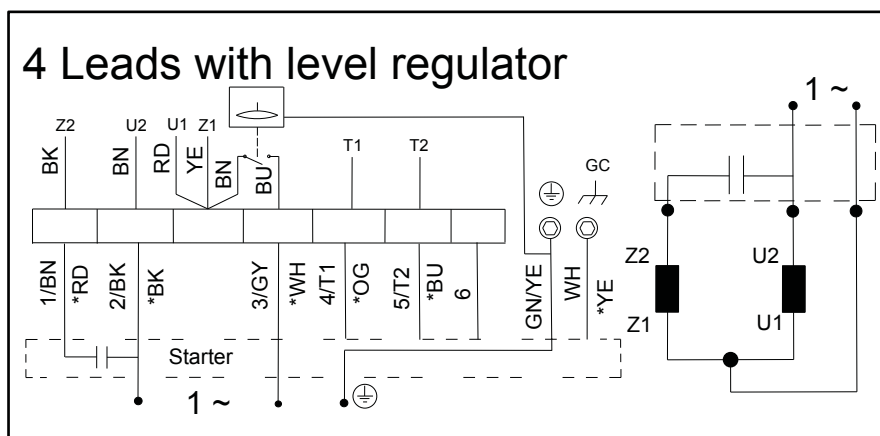 4 Leads with level regulator
1 ~
Z2
U2
U1
Z1
T1
T2
GC
BK
BN
RD
YE
BN
BU
1/BN
*RD
2/BK
*BK
3/GY
*WH
4/T1
*OG
5/T2
*BU
6
GN/YE
WH
*YE
Starter
1 ~
Z2
U2
Z1
U1